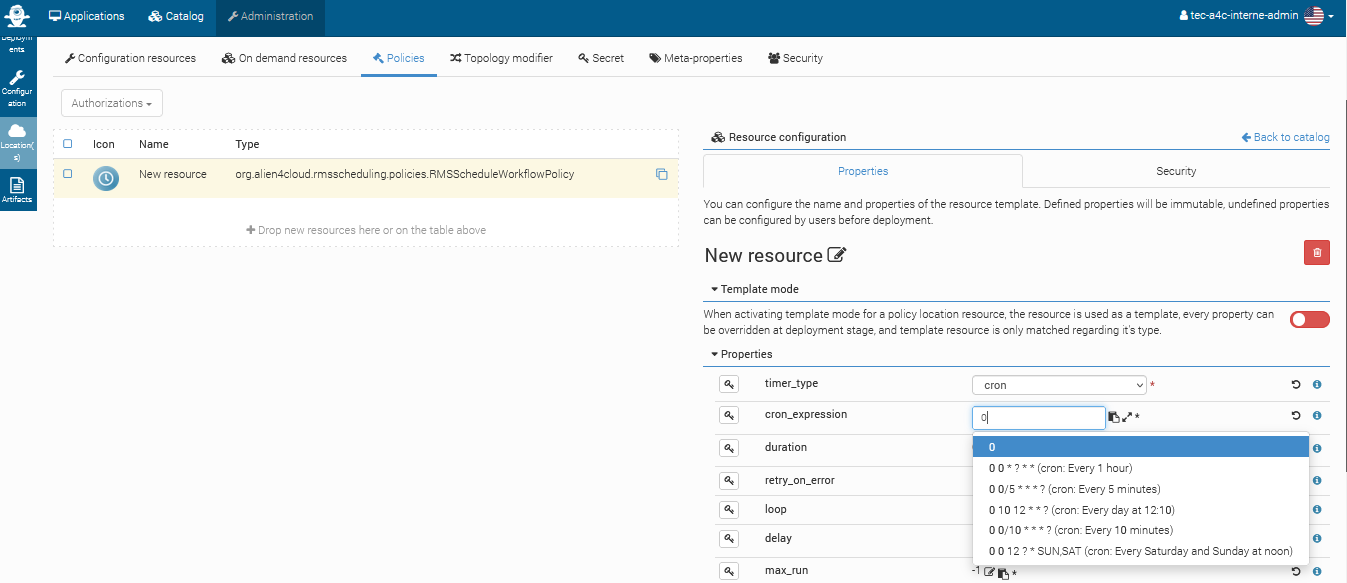 Applications Catalog Administration tec-a4c-interne-admin
Deploym
ents
Configur
ation
Location(
s)
Artifacts
Configuration resources On demand resources Policies Topology modifier Secret Meta-properties Security
Authorizations
Icon Name Type
New resource org.alien4cloud.rmsscheduling.policies.RMSScheduleWorkflowPolicy
Drop new resources here or on the table above
Resource configuration Back to catalog
Properties Security
You can configure the name and properties of the resource template. Defined properties will be immutable, undefined properties
can be configured by users before deployment.
New resource
Template mode
When activating template mode for a policy location resource, the resource is used as a template, every property can
be overridden at deployment stage, and template resource is only matched regarding it's type.
Properties
timer_type cron *
cron_expression 0 *
duration
retry_on_error
loop
delay
max_run -1 *
0
0 0 * ? * * (cron: Every 1 hour)
0 0/5 * * * ? (cron: Every 5 minutes)
0 10 12 * * ? (cron: Every day at 12:10)
0 0/10 * * * ? (cron: Every 10 minutes)
0 0 12 ? * SUN,SAT (cron: Every Saturday and Sunday at noon)